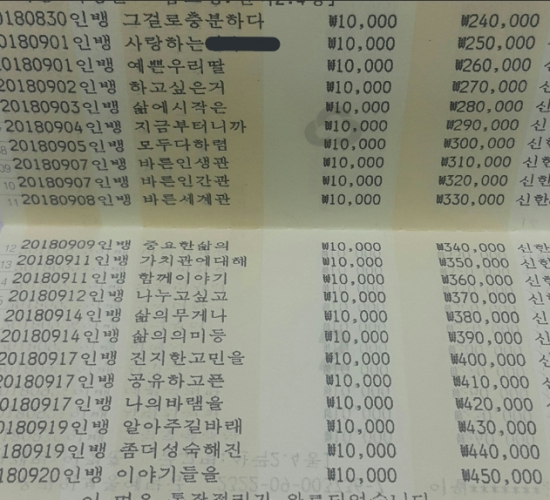 20180830인뱅 그걸로충분하다 ₩10,000 ₩240,000
20180901인뱅 사랑하는 ₩10,000 ₩250,000
20180901인뱅 예쁜우리딸 ₩10,000 ₩260,000 신
20180902인뱅 하고싶은거 ₩10,000 ₩270,000 신
20180903인뱅 삶에시작은 ₩10,000 ₩280,000 신
20180904인뱅 지금부터니까 ₩10,000 ₩290,000 신
20180905인뱅 모두다하렴 ₩10,000 ₩300,000 신
20180907인뱅 바른인생관 ₩10,000 ₩310,000 신
10 20180907인뱅 바른인간관 ₩10,000 ₩320,000 신한
11 20180908인뱅 바른세계관 ₩10,000 ₩330,000 신한
12 20180909인뱅 중요한삶의 ₩10,000 ₩340,000 신한
13 20180911인뱅 가치관에대해 ₩10,000 ₩350,000 신한
20180911인뱅 함께이야기 ₩10,000 ₩360,000 신한
20180912인뱅 나누고싶고 ₩10,000 ₩370,000 신한
20180914인뱅 삶의무게나 ₩10,000 ₩380,000 신한
20180914인뱅 삶의의미등 ₩10,000 ₩390,000 신한
20180917인뱅 진지한고민을 ₩10,000 ₩400,000 신한
20180917인뱅 공유하고픈 ₩10,000 ₩410,000 신한
20180917인뱅 나의바램을 ₩10,000 ₩420,000 신한
20180919인뱅 알아주길바래 ₩10,000 ₩430,000 신한
20180919인뱅 좀더성숙해진 ₩10,000 ₩440,000 신한
20180920인뱅 이야기들을 ₩10,000 ₩450,000 신한